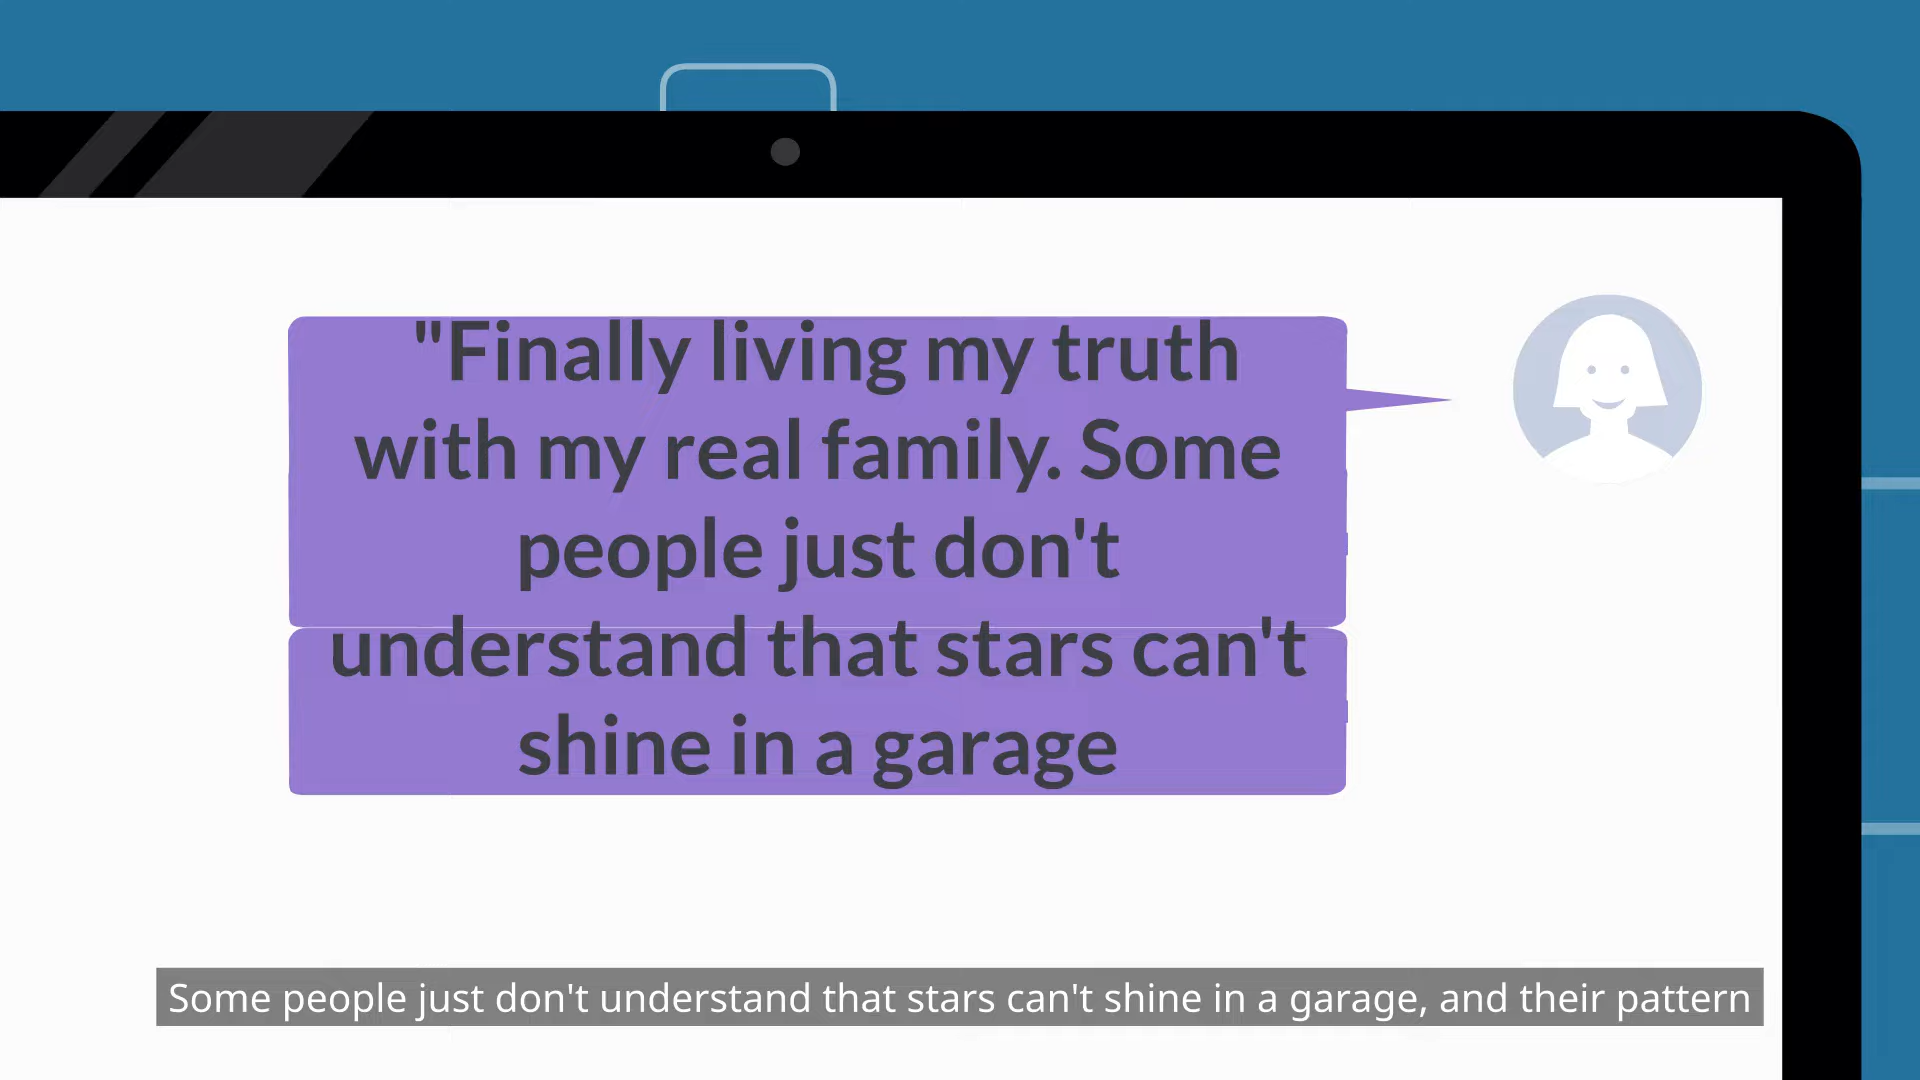 "Finally living my truth
with my real family. Some
people just don't
understand that stars can't
shine in a garage
Some people just don't understand that stars can't shine in a garage, and their pattern